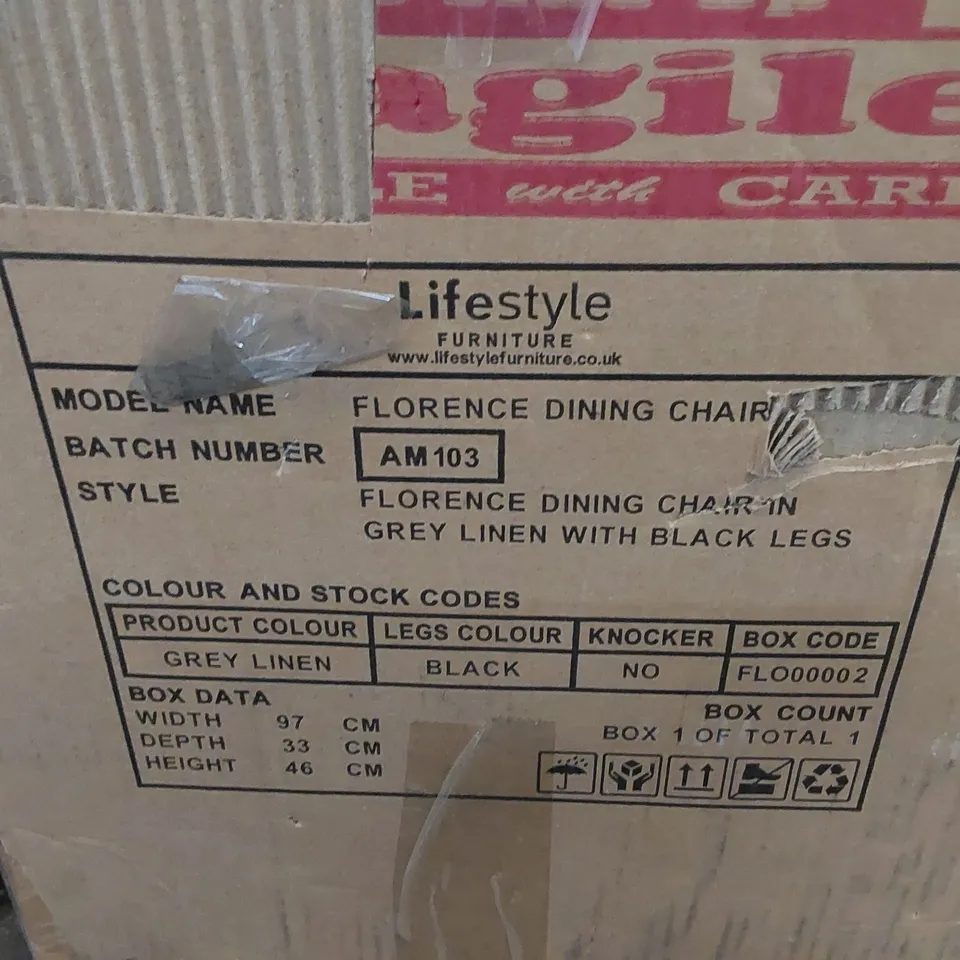 agile
with CAR
Lifestyle
FURNITURE
www.lifestylefurniture.co.uk
MODEL NAME FLORENCE DINING CHAIR
BATCH NUMBER AM103
STYLE FLORENCE DINING CHAIR IN
GREY LINEN WITH BLACK LEGS
COLOUR AND STOCK CODES
PRODUCT COLOUR LEGS COLOUR KNOCKER BOX CODE
GREY LINEN BLACK NO FLO00002
BOX DATA
BOX COUNT
WIDTH 97 CM
BOX 1 OF TOTAL 1
DEPTH 33 CM
HEIGHT 46 CM